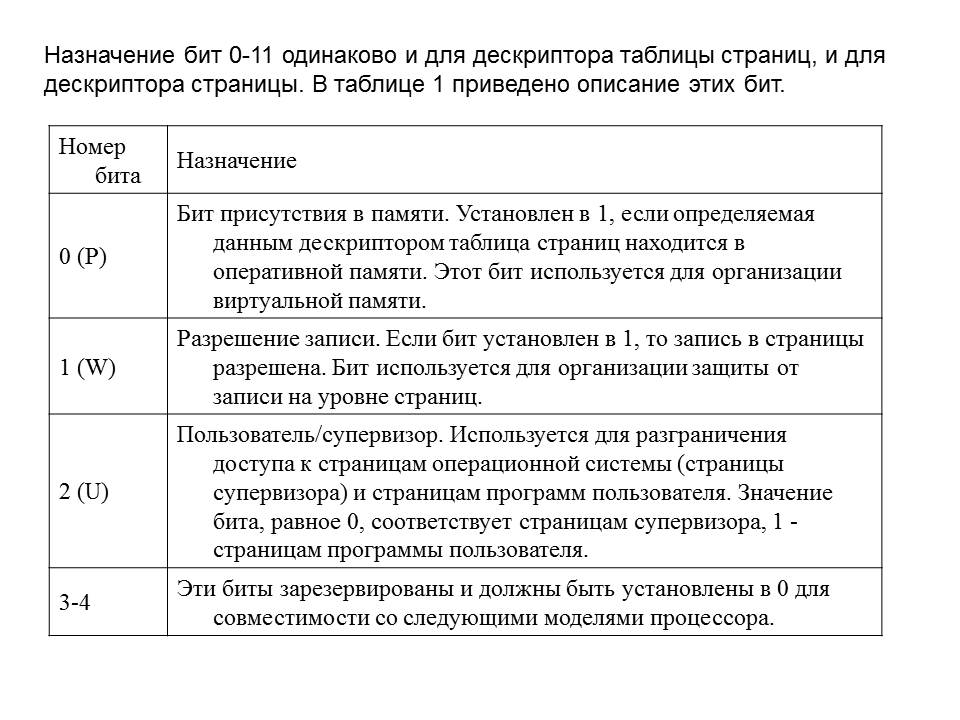 Назначение бит 0-11 одинаково и для дескриптора таблицы страниц, и для
дескриптора страницы. В таблице 1 приведено описание этих бит.
Номер
бита
Назначение
0 (P)
Бит присутствия в памяти. Установлен в 1, если определяемая
данным дескриптором таблица страниц находится в
оперативной памяти. Этот бит используется для организации
виртуальной памяти.
1 (W)
Разрешение записи. Если бит установлен в 1, то запись в страницы
разрешена. Бит используется для организации защиты от
записи на уровне страниц.
2 (U)
Пользователь/супервизор. Используется для разграничения
доступа к страницам операционной системы (страницы
супервизора) и страницам программ пользователя. Значение
бита, равное 0, соответствует страницам супервизора, 1 -
страницам программы пользователя.
3-4
Эти биты зарезервированы и должны быть установлены в 0 для
совместимости со следующими моделями процессора.